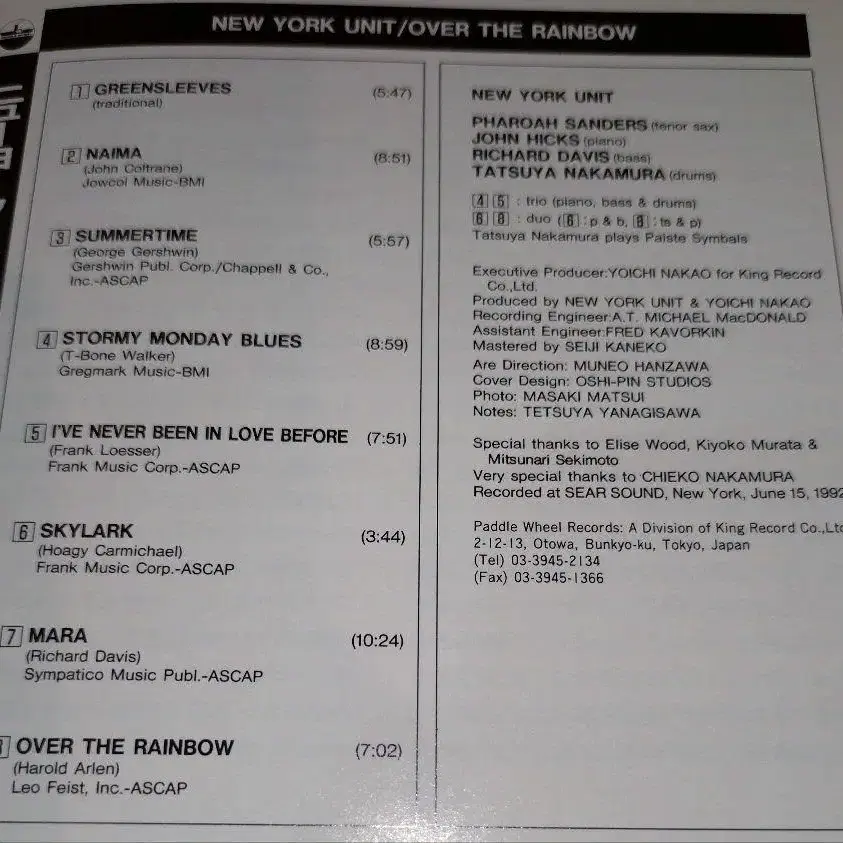 NEW YORK UNIT/OVER THE RAINBOW
1 GREENSLEEVES (5:47)
(traditional)
2 NAIMA (8:51)
(John Coltrane)
Jowcol Music-BMI
3 SUMMERTIME (5:57)
(George Gershwin)
Gershwin Publ. Corp./Chappell & Co.,
Inc.-ASCAP
4 STORMY MONDAY BLUES (8:59)
(T-Bone Walker)
Gregmark Music-BMI
5 I'VE NEVER BEEN IN LOVE BEFORE (7:51)
(Frank Loesser)
Frank Music Corp.-ASCAP
6 SKYLARK (3:44)
(Hoagy Carmichael)
Frank Music Corp.-ASCAP
7 MARA (10:24)
(Richard Davis)
Sympatico Music Publ.-ASCAP
OVER THE RAINBOW (7:02)
(Harold Arlen)
Leo Feist, Inc.-ASCAP
NEW YORK UNIT
PHAROAH SANDERS (tenor sax)
JOHN HICKS (piano)
RICHARD DAVIS (bass)
TATSUYA NAKAMURA (drums)
4 5 : trio (piano, bass & drums)
6 8 : duo (6 : p & b, 8 : ts & p)
Tatsuya Nakamura plays Paiste Symbals
Executive Producer:YOICHI NAKAO for King Record
Co.,Ltd.
Produced by NEW YORK UNIT & YOICHI NAKAO
Recording Engineer:A.T. MICHAEL MacDONALD
Assistant Engineer:FRED KAVORKIN
Mastered by SEIJI KANEKO
Are Direction: MUNEO HANZAWA
Cover Design: OSHI-PIN STUDIOS
Photo: MASAKI MATSUI
Notes: TETSUYA YANAGISAWA
Special thanks to Elise Wood, Kiyoko Murata &
Mitsunari Sekimoto
Very special thanks to CHIEKO NAKAMURA
Recorded at SEAR SOUND, New York, June 15, 1992
Paddle Wheel Records: A Division of King Record Co.,Ltd
2-12-13, Otowa, Bunkyo-ku, Tokyo, Japan
(Tel) 03-3945-2134
(Fax) 03-3945-1366